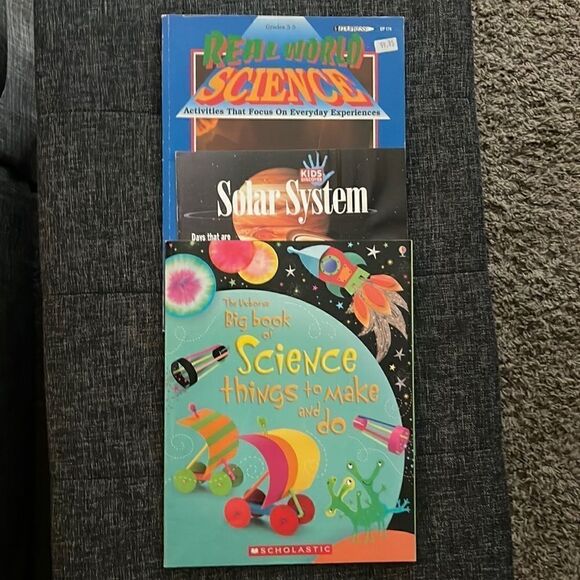 Grades 3-5
EP174
REAL WORLD
SCIENCE
Activities That Focus On Everyday Experiences
KIDS
DISCOVER
Solar System
Days that are
The Usborne
Big book
of
Science
things to make
and do
SCHOLASTIC